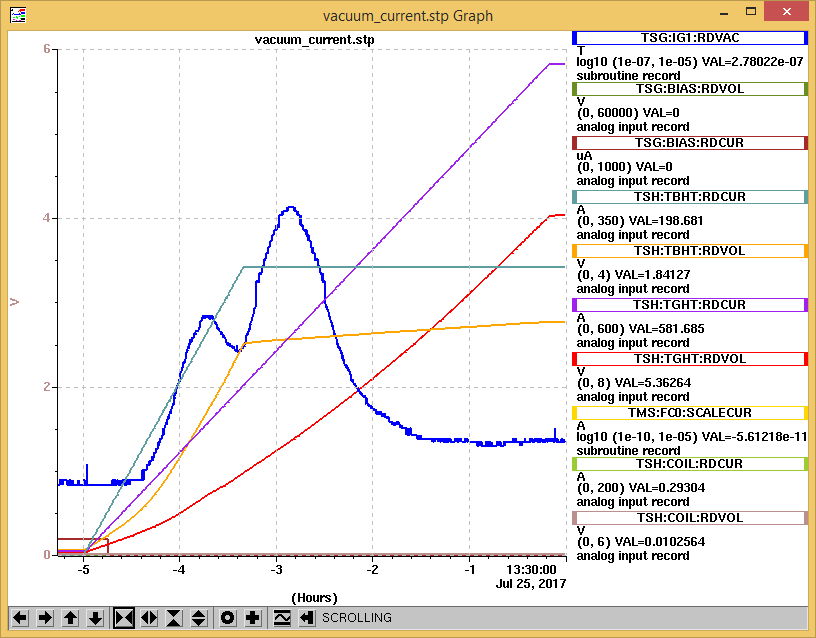 vacuum_current.stp Graph
vacuum_current.stp
6
4
2
0
V
-5
-4
-3
-2
-1
13:30:00
Jul 25, 2017
(Hours)
TSG:IG1:RDVAC
T
log10 (1e-07, 1e-05) VAL=2.78022e-07
subroutine record
TSG:BIAS:RDVOL
V
(0, 60000) VAL=0
analog input record
TSG:BIAS:RDCUR
uA
(0, 1000) VAL=0
analog input record
TSH:TBHT:RDCUR
A
(0, 350) VAL=198.681
analog input record
TSH:TBHT:RDVOL
V
(0, 4) VAL=1.84127
analog input record
TSH:TGHT:RDCUR
A
(0, 600) VAL=581.685
analog input record
TSH:TGHT:RDVOL
V
(0, 8) VAL=5.36264
analog input record
TMS:FC0:SCALECUR
A
log10 (1e-10, 1e-05) VAL=-5.61218e-11
subroutine record
TSH:COIL:RDCUR
A
(0, 200) VAL=0.29304
analog input record
TSH:COIL:RDVOL
V
(0, 6) VAL=0.0102564
analog input record
SCROLLING